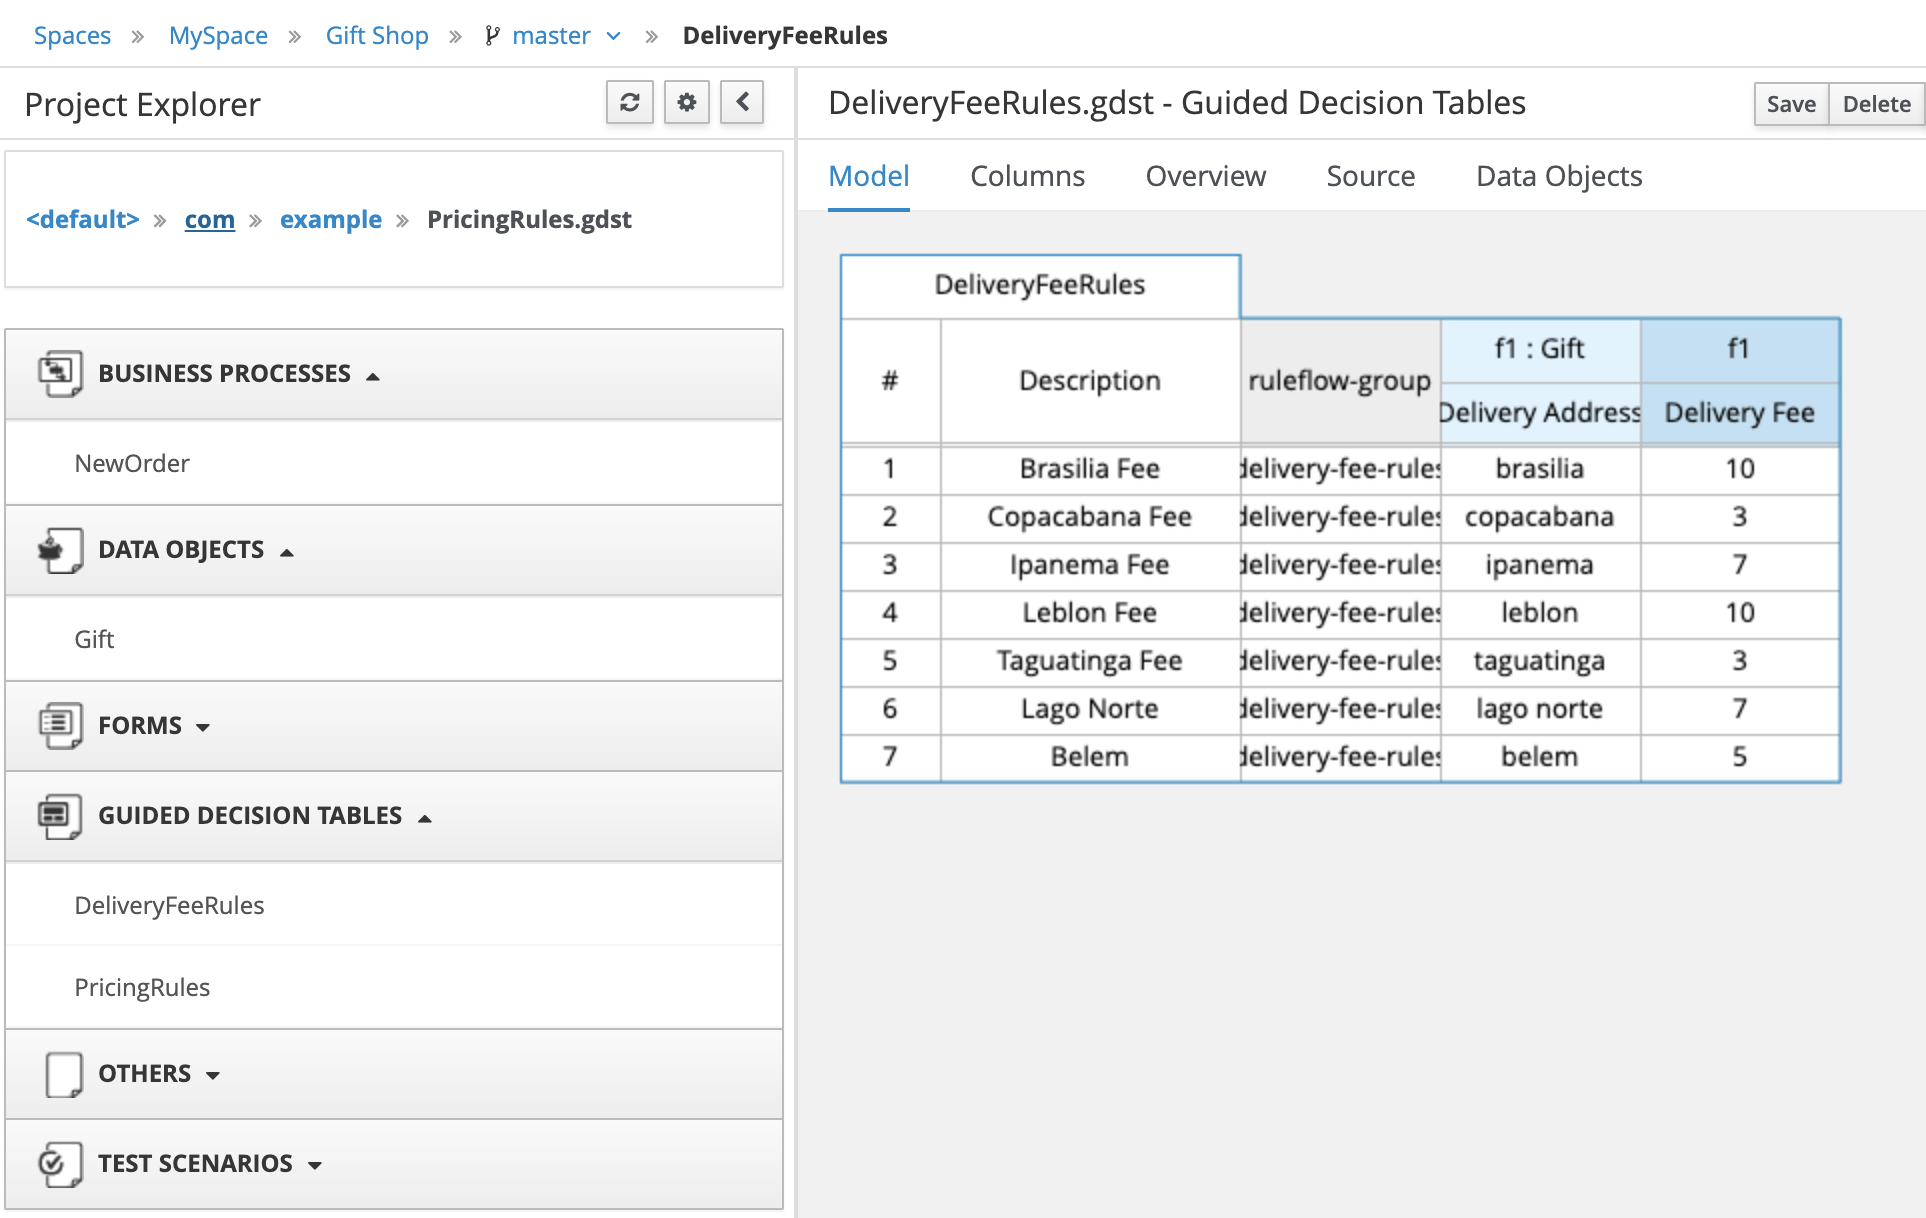 Spaces » MySpace » Gift Shop » master » DeliveryFeeRules
Project Explorer
<default> » com » example » PricingRules.gdst
BUSINESS PROCESSES
NewOrder
DATA OBJECTS
Gift
FORMS
GUIDED DECISION TABLES
DeliveryFeeRules
PricingRules
OTHERS
TEST SCENARIOS
DeliveryFeeRules.gdst - Guided Decision Tables
Save Delete
Model Columns Overview Source Data Objects
DeliveryFeeRules
# Description ruleflow-group f1 : Gift f1
Delivery Address Delivery Fee
1 Brasilia Fee delivery-fee-rules brasilia 10
2 Copacabana Fee delivery-fee-rules copacabana 3
3 Ipanema Fee delivery-fee-rules ipanema 7
4 Leblon Fee delivery-fee-rules leblon 10
5 Taguatinga Fee delivery-fee-rules taguatinga 3
6 Lago Norte delivery-fee-rules lago norte 7
7 Belem delivery-fee-rules belem 5